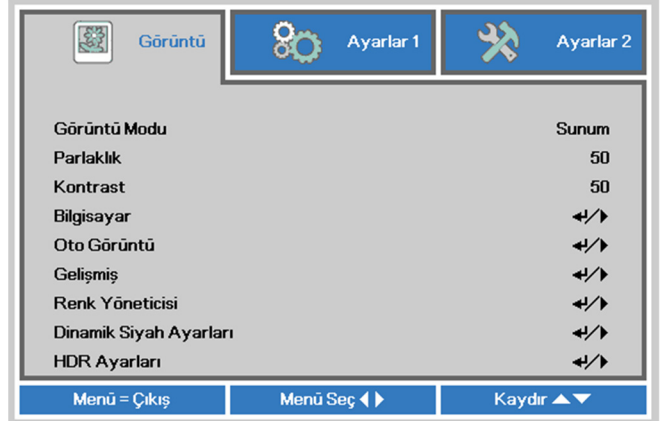 Görüntü Ayarlar 1 Ayarlar 2
Görüntü Modu Sunum
Parlaklık 50
Kontrast 50
Bilgisayar ↵/▶
Oto Görüntü ↵/▶
Gelişmiş ↵/▶
Renk Yöneticisi ↵/▶
Dinamik Siyah Ayarları ↵/▶
HDR Ayarları ↵/▶
Menü = Çıkış Menü Seç ◀ ▶ Kaydır ▲▼